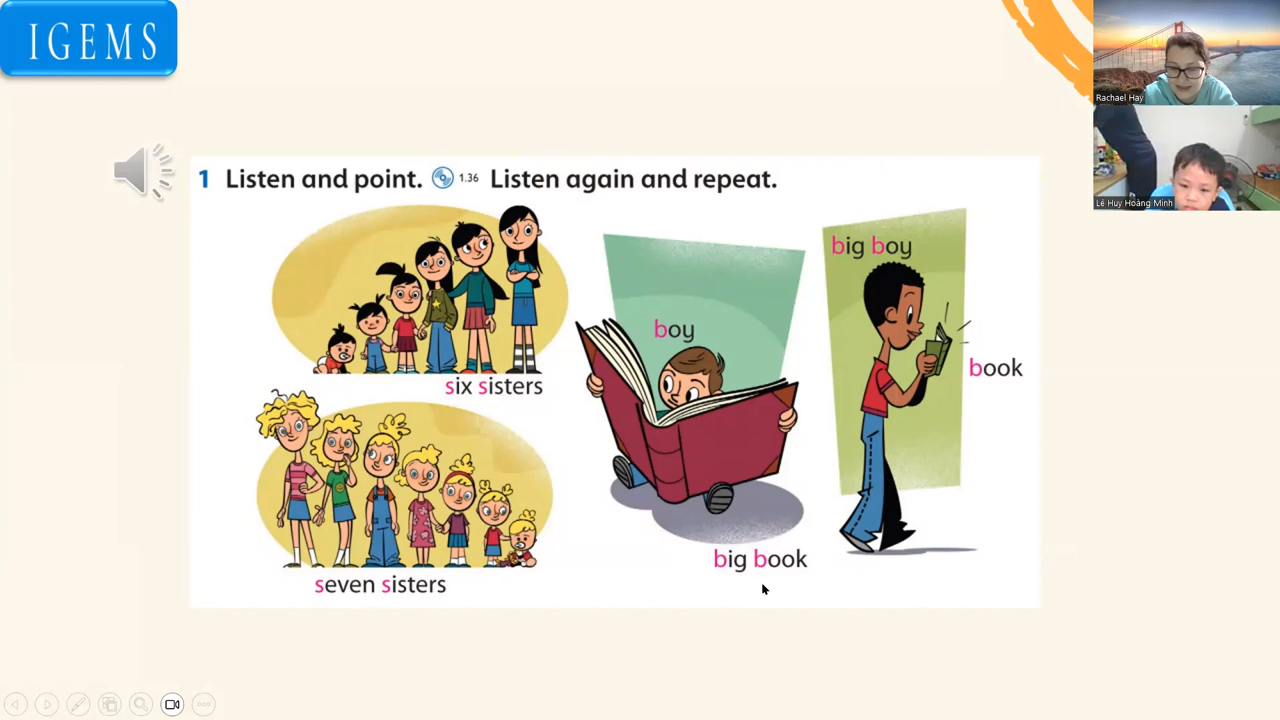 IGEMS
Rachael Hay
Lê Huy Hoàng Minh
1 Listen and point. 1.36 Listen again and repeat.
six sisters
seven sisters
boy
big book
big boy
book